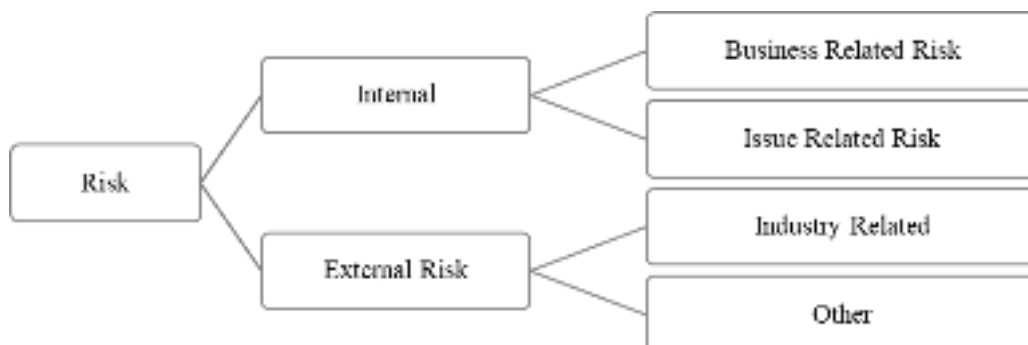 Business Related Risk
Internal
Issue Related Risk
Risk
Industry Related
External Risk
Other